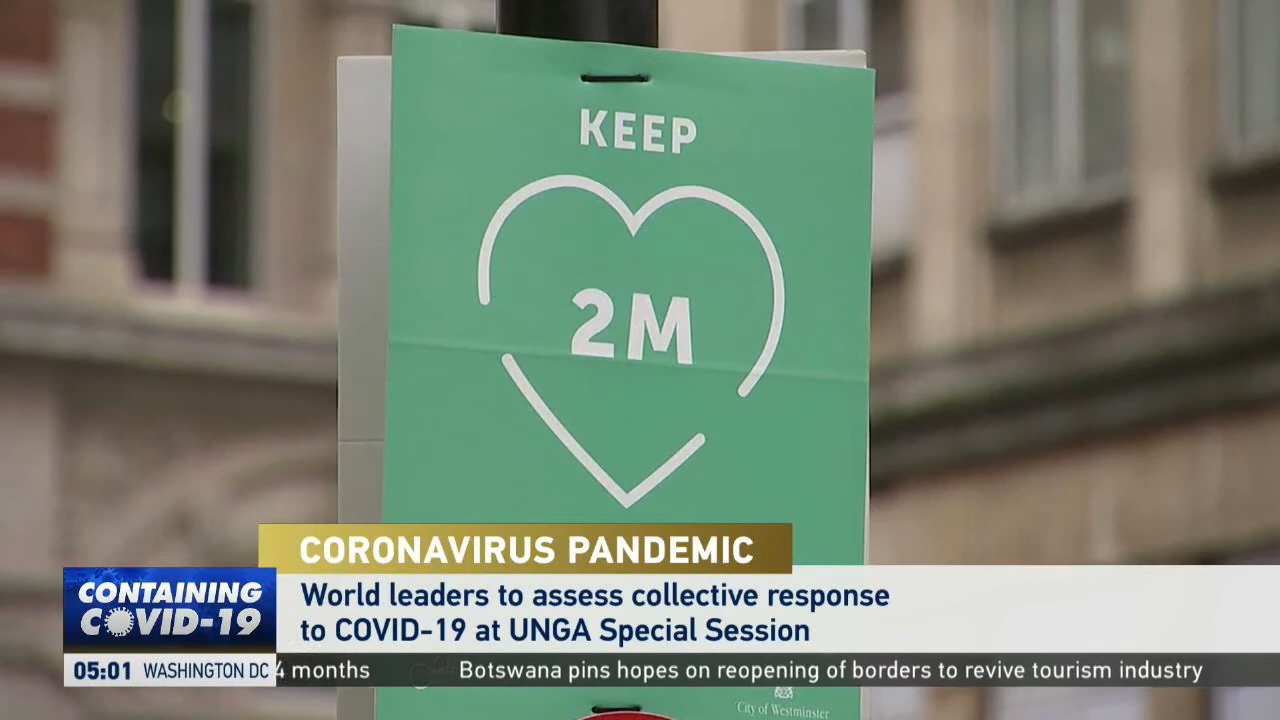 KEEP
2M
CORONAVIRUS PANDEMIC
CONTAINING
COVID-19
World leaders to assess collective response
to COVID-19 at UNGA Special Session
05:01 WASHINGTON DC 4 months Botswana pins hopes on reopening of borders to revive tourism industry
City of Westminster